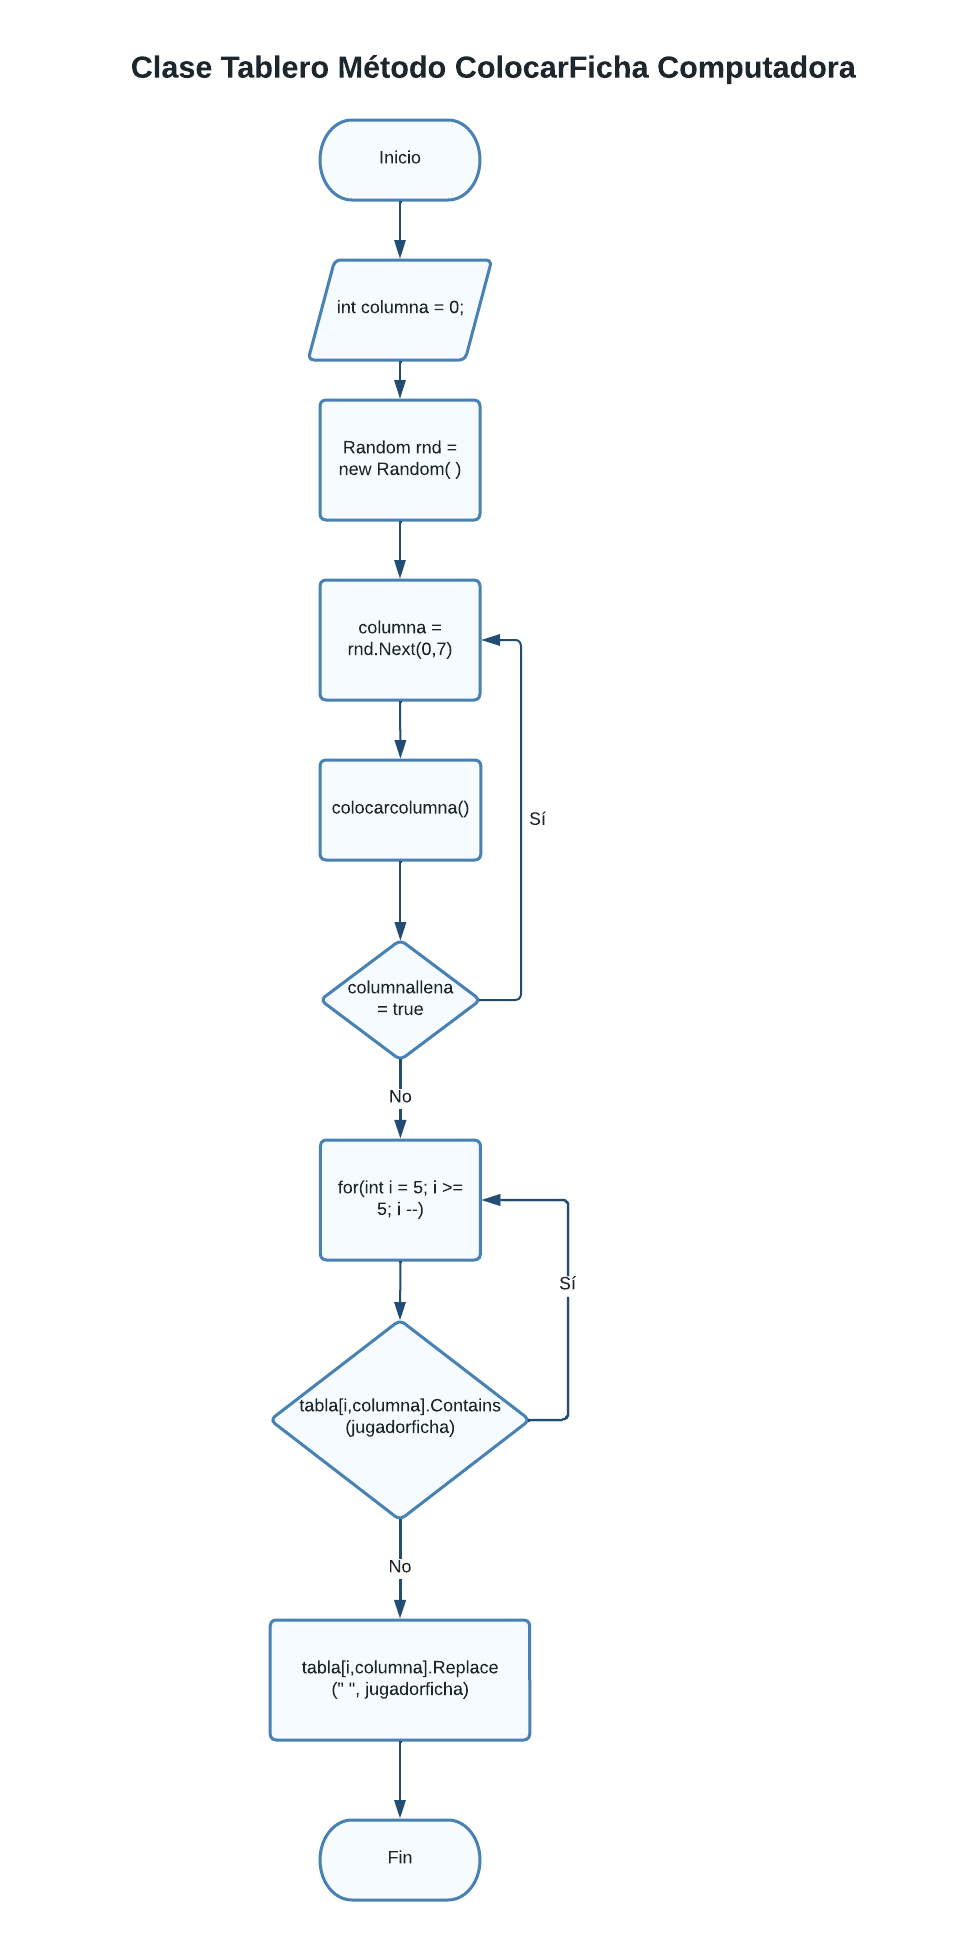 Clase Tablero Método ColocarFicha Computadora
Inicio
int columna = 0;
Random rnd =
new Random( )
columna =
rnd.Next(0,7)
colocarcolumna()
Sí
columnallena
= true
No
for(int i = 5; i >=
5; i --)
Sí
tabla[i,columna].Contains
(jugadorficha)
No
tabla[i,columna].Replace
(" ", jugadorficha)
Fin